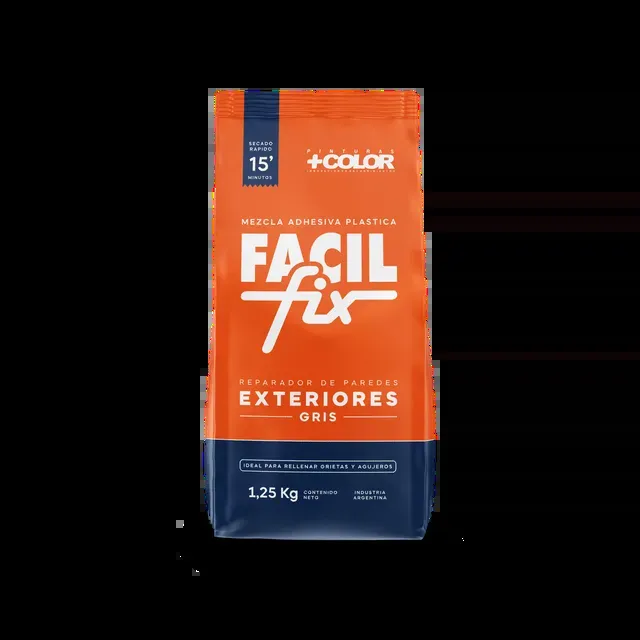 SECADO
RAPIDO
15'
MINUTOS
PINTURAS
+COLOR
MEZCLA ADHESIVA PLASTICA
FACIL
fix
REPARADOR DE PAREDES
EXTERIORES
GRIS
IDEAL PARA RELLENAR GRIETAS Y AGUJEROS
1,25 Kg CONTENIDO NETO
INDUSTRIA ARGENTINA